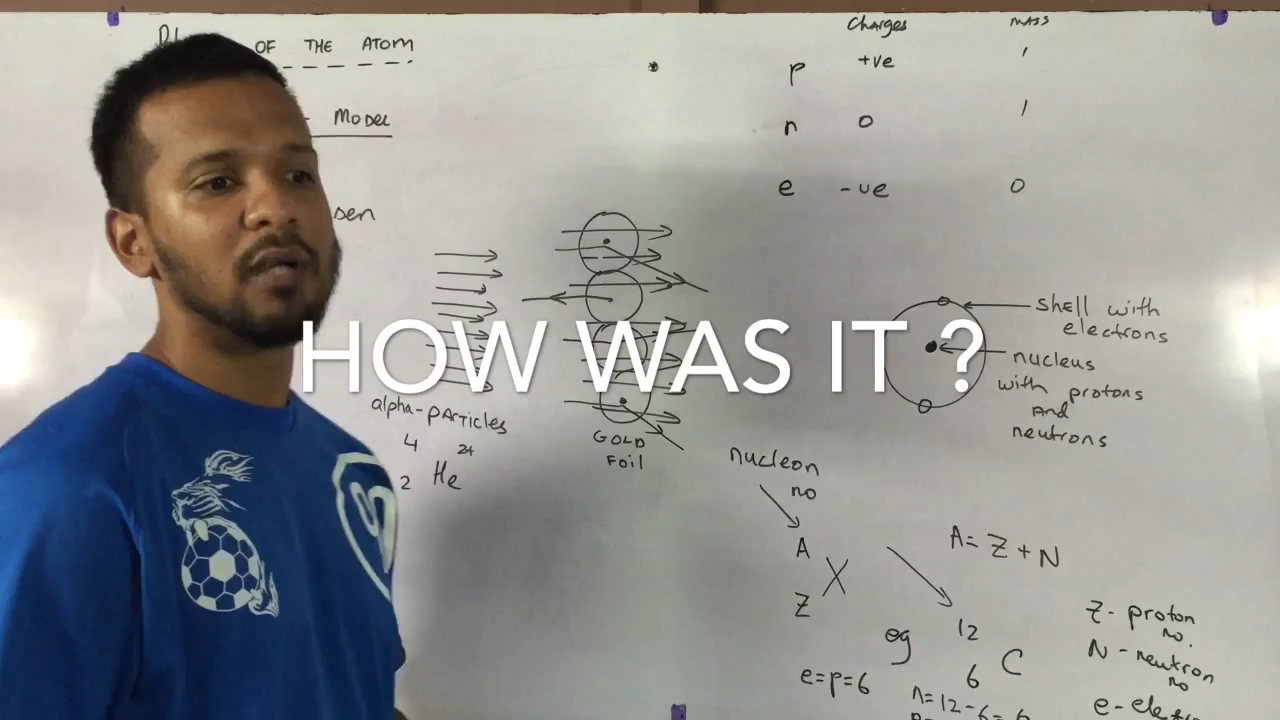 OF THE ATOM
MODEL
alpha-particles
4 2+
2 He
GOLD
Foil
Charges MASS
p +ve 1
n 0 1
e -ve 0
shell with
electrons
nucleus
with protons
and
neutrons
HOW WAS IT ?
nucleon
no
A
Z X
A = Z + N
eg 12
6 C
e=p=6
n=12-6=6
Z - proton
no.
N - neutron
no